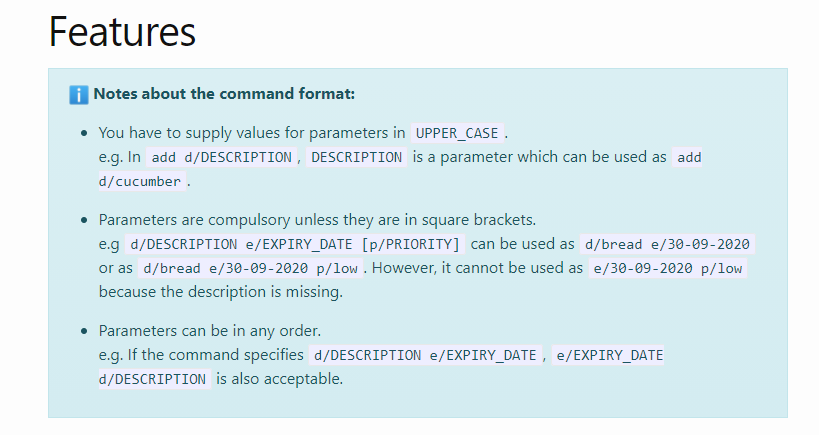 Features
Notes about the command format:
You have to supply values for parameters in UPPER_CASE .
e.g. In add d/DESCRIPTION , DESCRIPTION is a parameter which can be used as add
d/cucumber .
Parameters are compulsory unless they are in square brackets.
e.g d/DESCRIPTION e/EXPIRY_DATE [p/PRIORITY] can be used as d/bread e/30-09-2020
or as d/bread e/30-09-2020 p/low . However, it cannot be used as e/30-09-2020 p/low
because the description is missing.
Parameters can be in any order.
e.g. If the command specifies d/DESCRIPTION e/EXPIRY_DATE , e/EXPIRY_DATE
d/DESCRIPTION is also acceptable.